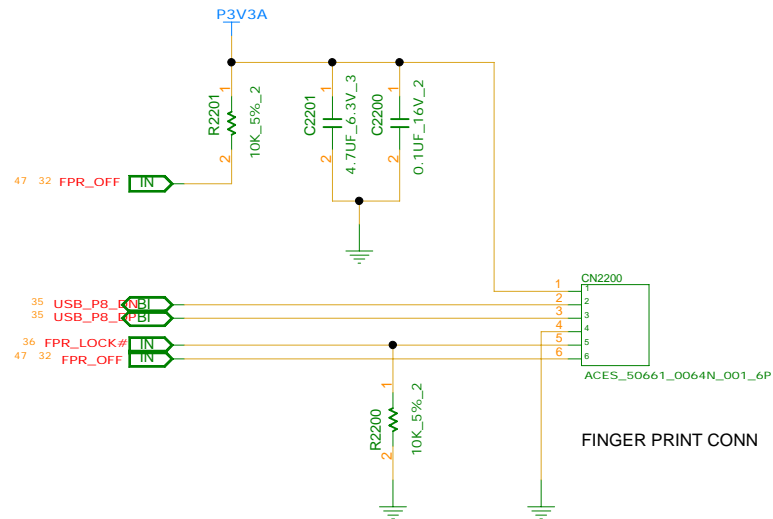 P3V3A
1
R2201
10K_5%_2
2
1
C2201
4.7UF_6.3V_3
2
1
C2200
0.1UF_16V_2
2
47 32 FPR_OFF IN
35 USB_P8_DN BI
35 USB_P8_DP BI
36 FPR_LOCK# IN
47 32 FPR_OFF IN
CN2200
1 1
2 2
3 3
4 4
5 5
6 6
ACES_50661_0064N_001_6P
1
R2200
10K_5%_2
2
FINGER PRINT CONN